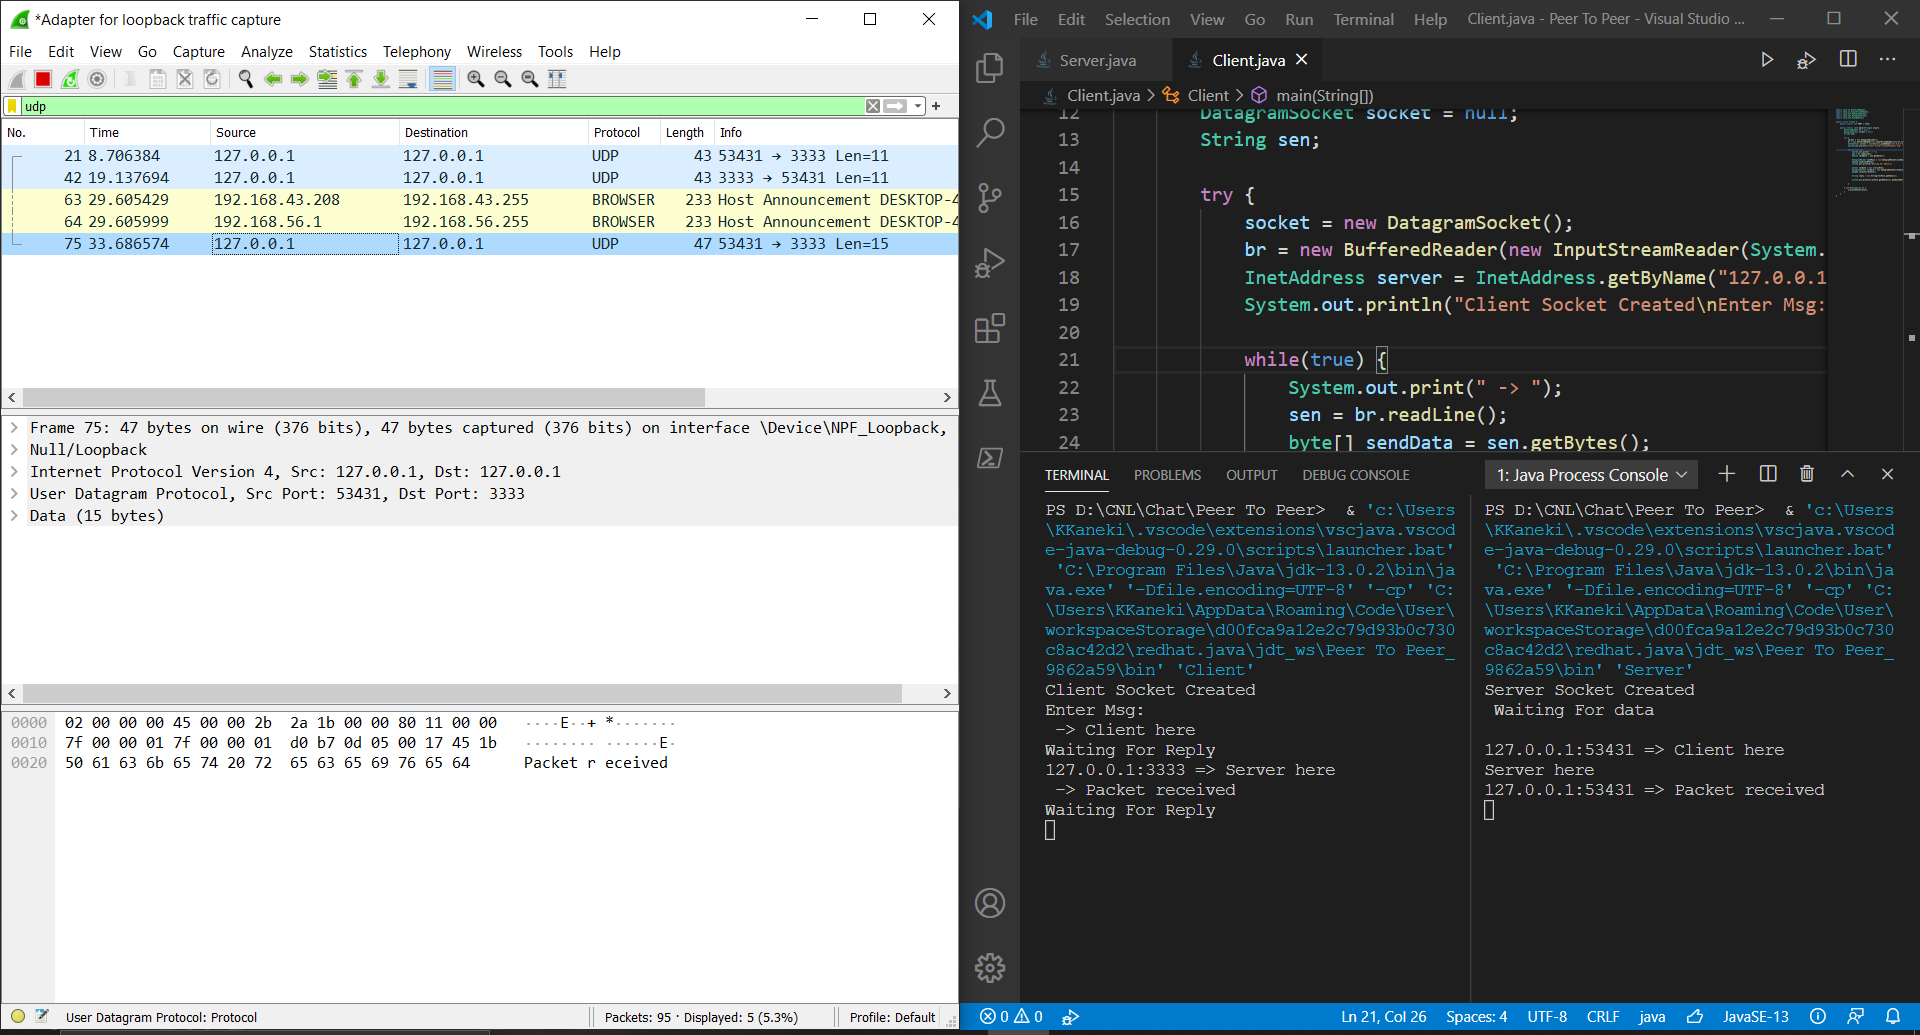 *Adapter for loopback traffic capture
File Edit View Go Capture Analyze Statistics Telephony Wireless Tools Help
udp
No. Time Source Destination Protocol Length Info
21 8.706384 127.0.0.1 127.0.0.1 UDP 43 53431 → 3333 Len=11
42 19.137694 127.0.0.1 127.0.0.1 UDP 43 3333 → 53431 Len=11
63 29.605429 192.168.43.208 192.168.43.255 BROWSER 233 Host Announcement DESKTOP-4
64 29.605999 192.168.56.1 192.168.56.255 BROWSER 233 Host Announcement DESKTOP-4
75 33.686574 127.0.0.1 127.0.0.1 UDP 47 53431 → 3333 Len=15
Frame 75: 47 bytes on wire (376 bits), 47 bytes captured (376 bits) on interface \Device\NPF_Loopback,
Null/Loopback
Internet Protocol Version 4, Src: 127.0.0.1, Dst: 127.0.0.1
User Datagram Protocol, Src Port: 53431, Dst Port: 3333
Data (15 bytes)
0000 02 00 00 00 45 00 00 2b 2a 1b 00 00 80 11 00 00 ····E··+ *·······
0010 7f 00 00 01 7f 00 00 01 d0 b7 0d 05 00 17 45 1b ········ ······E·
0020 50 61 63 6b 65 74 20 72 65 63 65 69 76 65 64 Packet r eceived
User Datagram Protocol: Protocol
Packets: 95 · Displayed: 5 (5.3%)
Profile: Default
File Edit Selection View Go Run Terminal Help Client.java - Peer To Peer - Visual Studio ...
Server.java Client.java
Client.java > Client > main(String[])
12 DatagramSocket socket = null;
13 String sen;
14
15 try {
16 socket = new DatagramSocket();
17 br = new BufferedReader(new InputStreamReader(System.
18 InetAddress server = InetAddress.getByName("127.0.0.1
19 System.out.println("Client Socket Created\nEnter Msg:
20
21 while(true) {
22 System.out.print(" -> ");
23 sen = br.readLine();
24 byte[] sendData = sen.getBytes();
TERMINAL PROBLEMS OUTPUT DEBUG CONSOLE 1: Java Process Console
PS D:\CNL\Chat\Peer To Peer> & 'c:\Users
\KKaneki\.vscode\extensions\vscjava.vscod
e-java-debug-0.29.0\scripts\launcher.bat'
'C:\Program Files\Java\jdk-13.0.2\bin\ja
va.exe' '-Dfile.encoding=UTF-8' '-cp' 'C:
\Users\KKaneki\AppData\Roaming\Code\User\
workspaceStorage\d00fca9a12e2c79d93b0c730
c8ac42d2\redhat.java\jdt_ws\Peer To Peer_
9862a59\bin' 'Client'
Client Socket Created
Enter Msg:
-> Client here
Waiting For Reply
127.0.0.1:3333 => Server here
-> Packet received
Waiting For Reply
PS D:\CNL\Chat\Peer To Peer> & 'c:\Users
\KKaneki\.vscode\extensions\vscjava.vscod
e-java-debug-0.29.0\scripts\launcher.bat'
'C:\Program Files\Java\jdk-13.0.2\bin\ja
va.exe' '-Dfile.encoding=UTF-8' '-cp' 'C:
\Users\KKaneki\AppData\Roaming\Code\User\
workspaceStorage\d00fca9a12e2c79d93b0c730
c8ac42d2\redhat.java\jdt_ws\Peer To Peer_
9862a59\bin' 'Server'
Server Socket Created
Waiting For data
127.0.0.1:53431 => Client here
Server here
127.0.0.1:53431 => Packet received
0 0 Ln 21, Col 26 Spaces: 4 UTF-8 CRLF java JavaSE-13